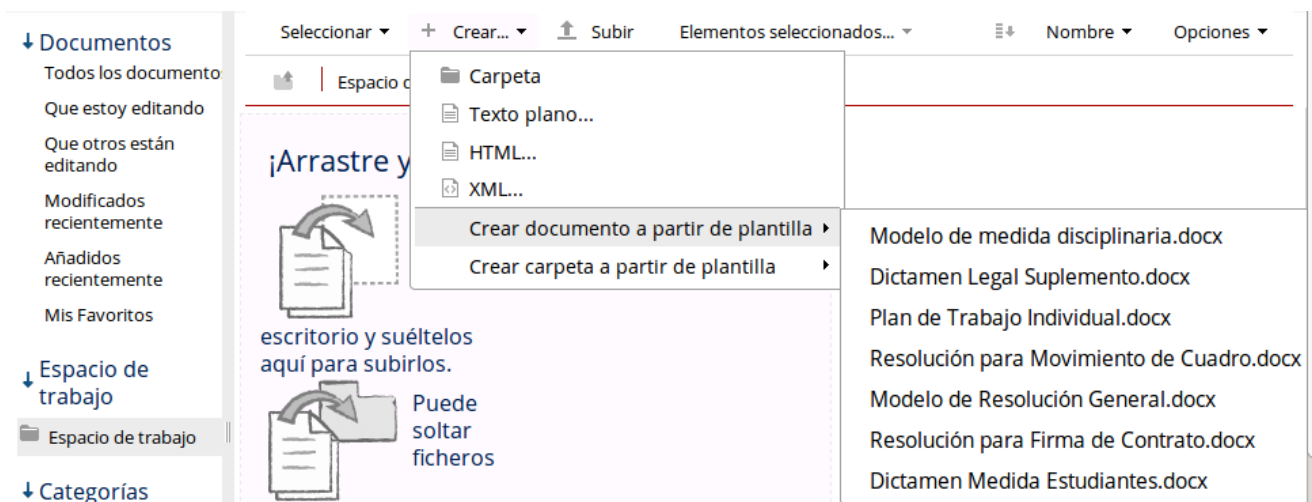 Documentos
Todos los documento
Que estoy editando
Que otros están
editando
Modificados
recientemente
Añadidos
recientemente
Mis Favoritos
Espacio de
trabajo
Espacio de trabajo
Categorías
Seleccionar
Crear...
Subir
Elementos seleccionados...
Nombre
Opciones
Espacio d
Carpeta
Texto plano...
HTML...
XML...
Crear documento a partir de plantilla
Crear carpeta a partir de plantilla
Modelo de medida disciplinaria.docx
Dictamen Legal Suplemento.docx
Plan de Trabajo Individual.docx
Resolución para Movimiento de Cuadro.docx
Modelo de Resolución General.docx
Resolución para Firma de Contrato.docx
Dictamen Medida Estudiantes.docx
¡Arrastre y
escritorio y suéltelos
aquí para subirlos.
Puede
soltar
ficheros